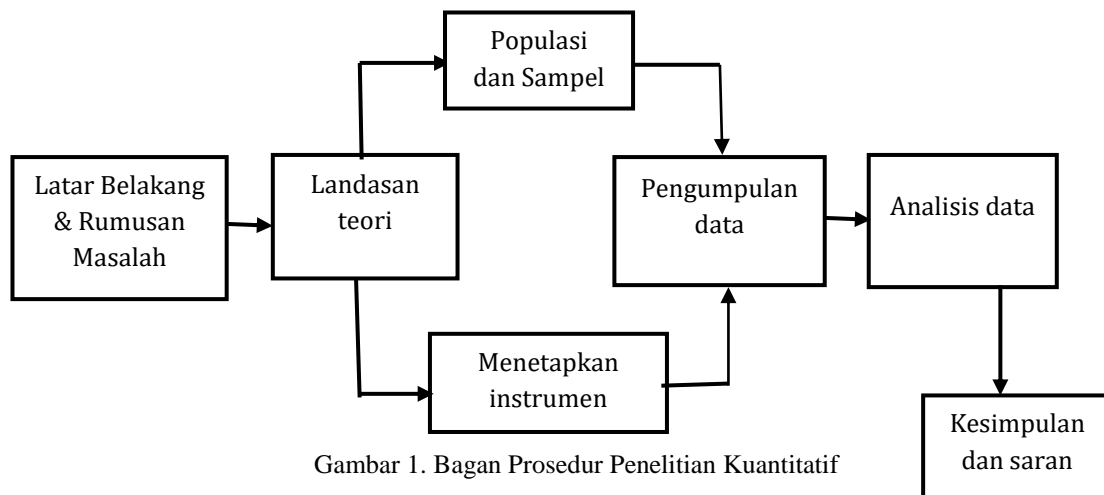 Populasi
dan Sampel
Latar Belakang
& Rumusan
Masalah
Landasan
teori
Pengumpulan
data
Analisis data
Menetapkan
instrumen
Kesimpulan
dan saran
Gambar 1. Bagan Prosedur Penelitian Kuantitatif